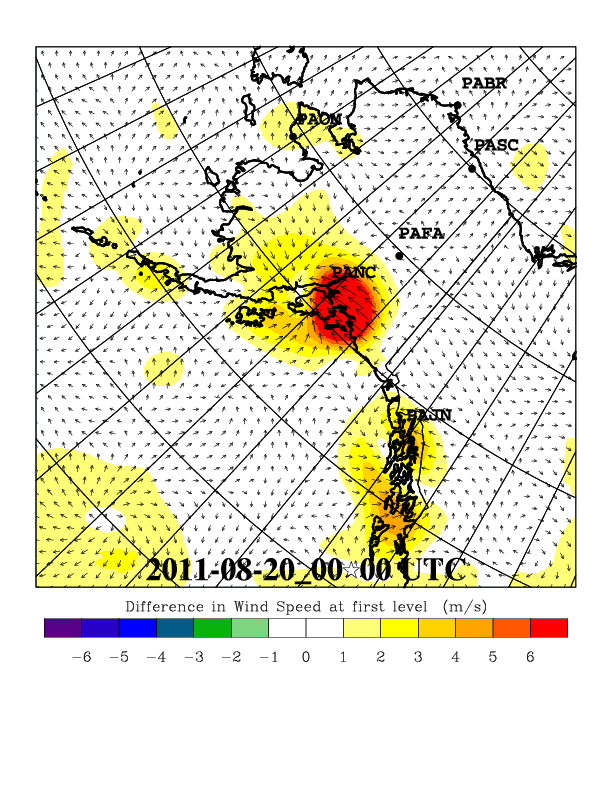 PABR
PAOM
PASC
PAFA
PANC
PAJN
2011-08-20_00 00 UTC
Difference in Wind Speed at first level (m/s)
−6 −5 −4 −3 −2 −1 0 1 2 3 4 5 6